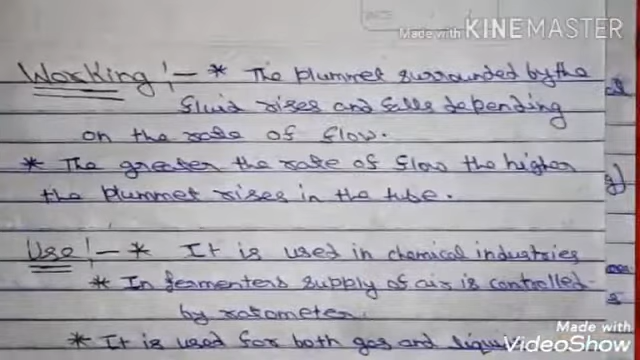 Made with KINEMASTER
Working :- * The plummet surrounded by the
fluid rises and falls depending
on the rate of flow.
* The greater the rate of flow the higher
the plummet rises in the tube.
Use :- * It is used in chemical industries
* In fermenters supply of air is controlled
by rotometer.
* It is used for both gas and liquid
Made with
VideoShow